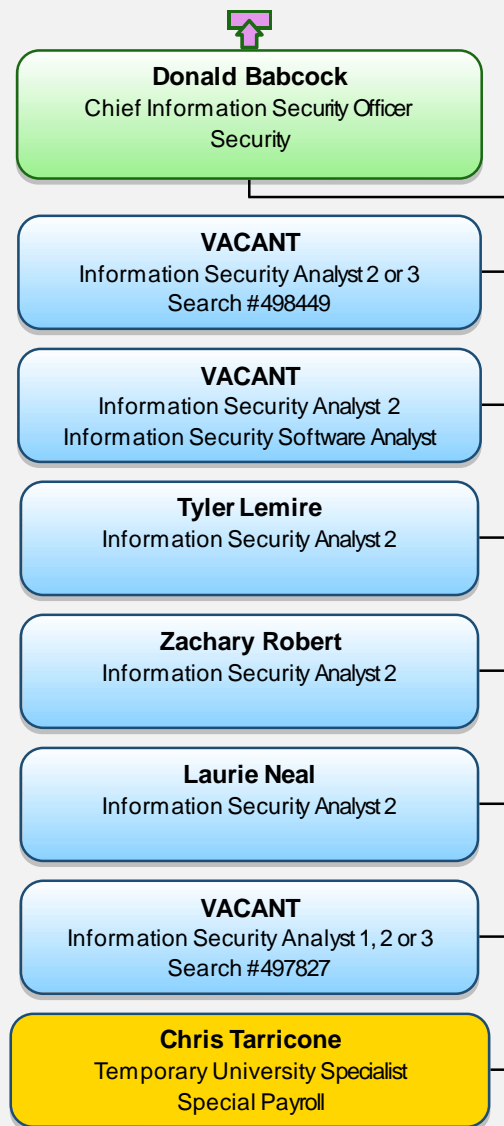 Donald Babcock
Chief Information Security Officer
Security
VACANT
Information Security Analyst 2 or 3
Search #498449
VACANT
Information Security Analyst 2
Information Security Software Analyst
Tyler Lemire
Information Security Analyst 2
Zachary Robert
Information Security Analyst 2
Laurie Neal
Information Security Analyst 2
VACANT
Information Security Analyst 1, 2 or 3
Search #497827
Chris Tarricone
Temporary University Specialist
Special Payroll